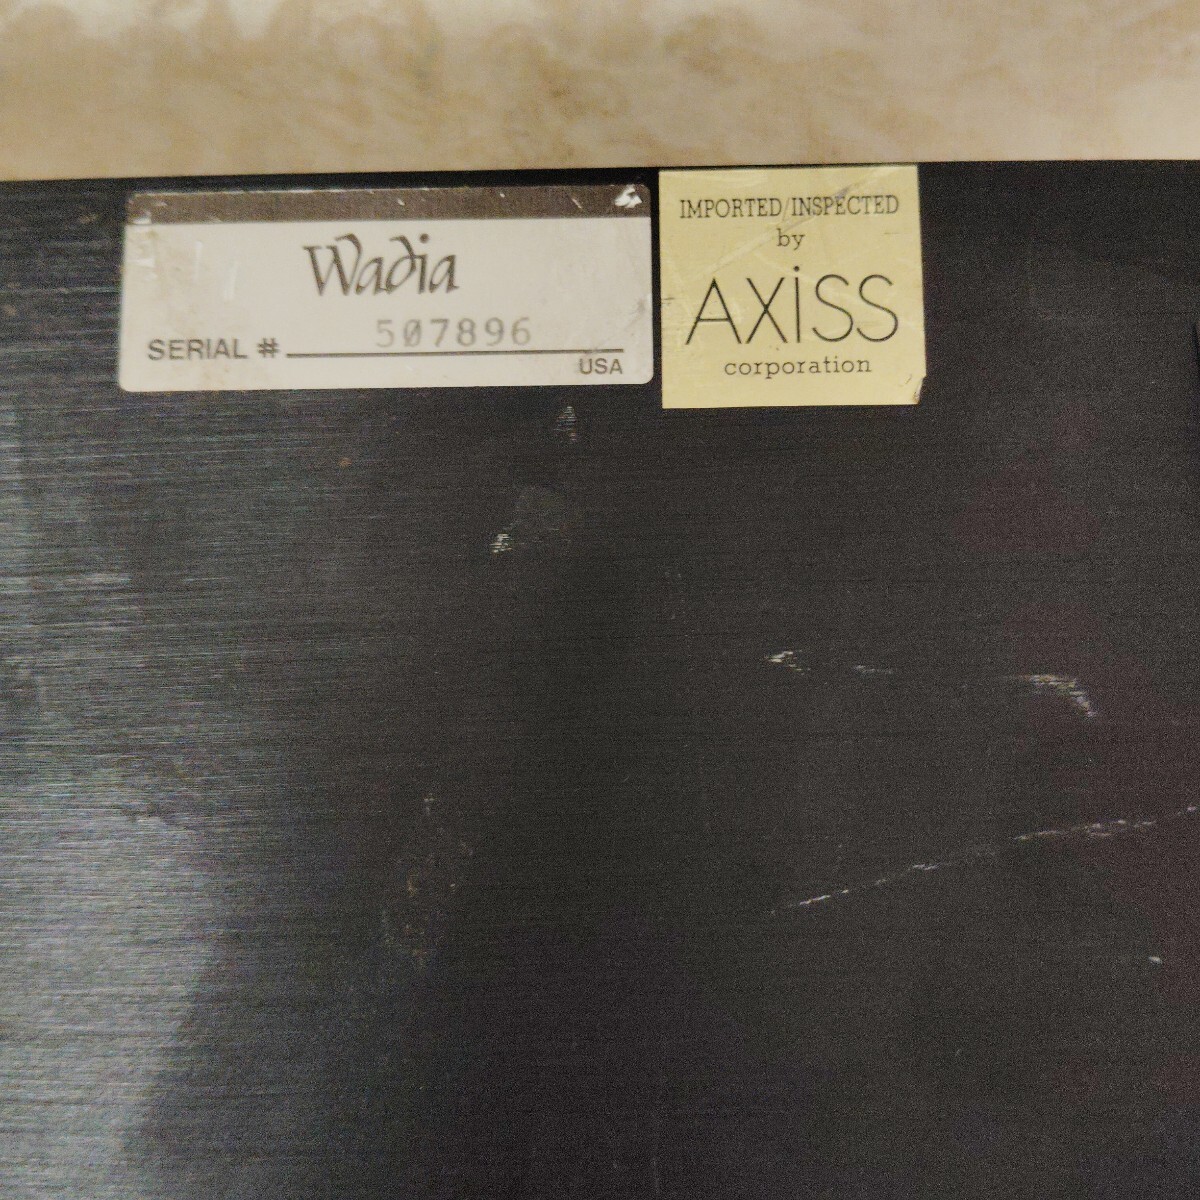 Wadia
SERIAL # 507896
USA
IMPORTED/INSPECTED
by
AXiSS
corporation